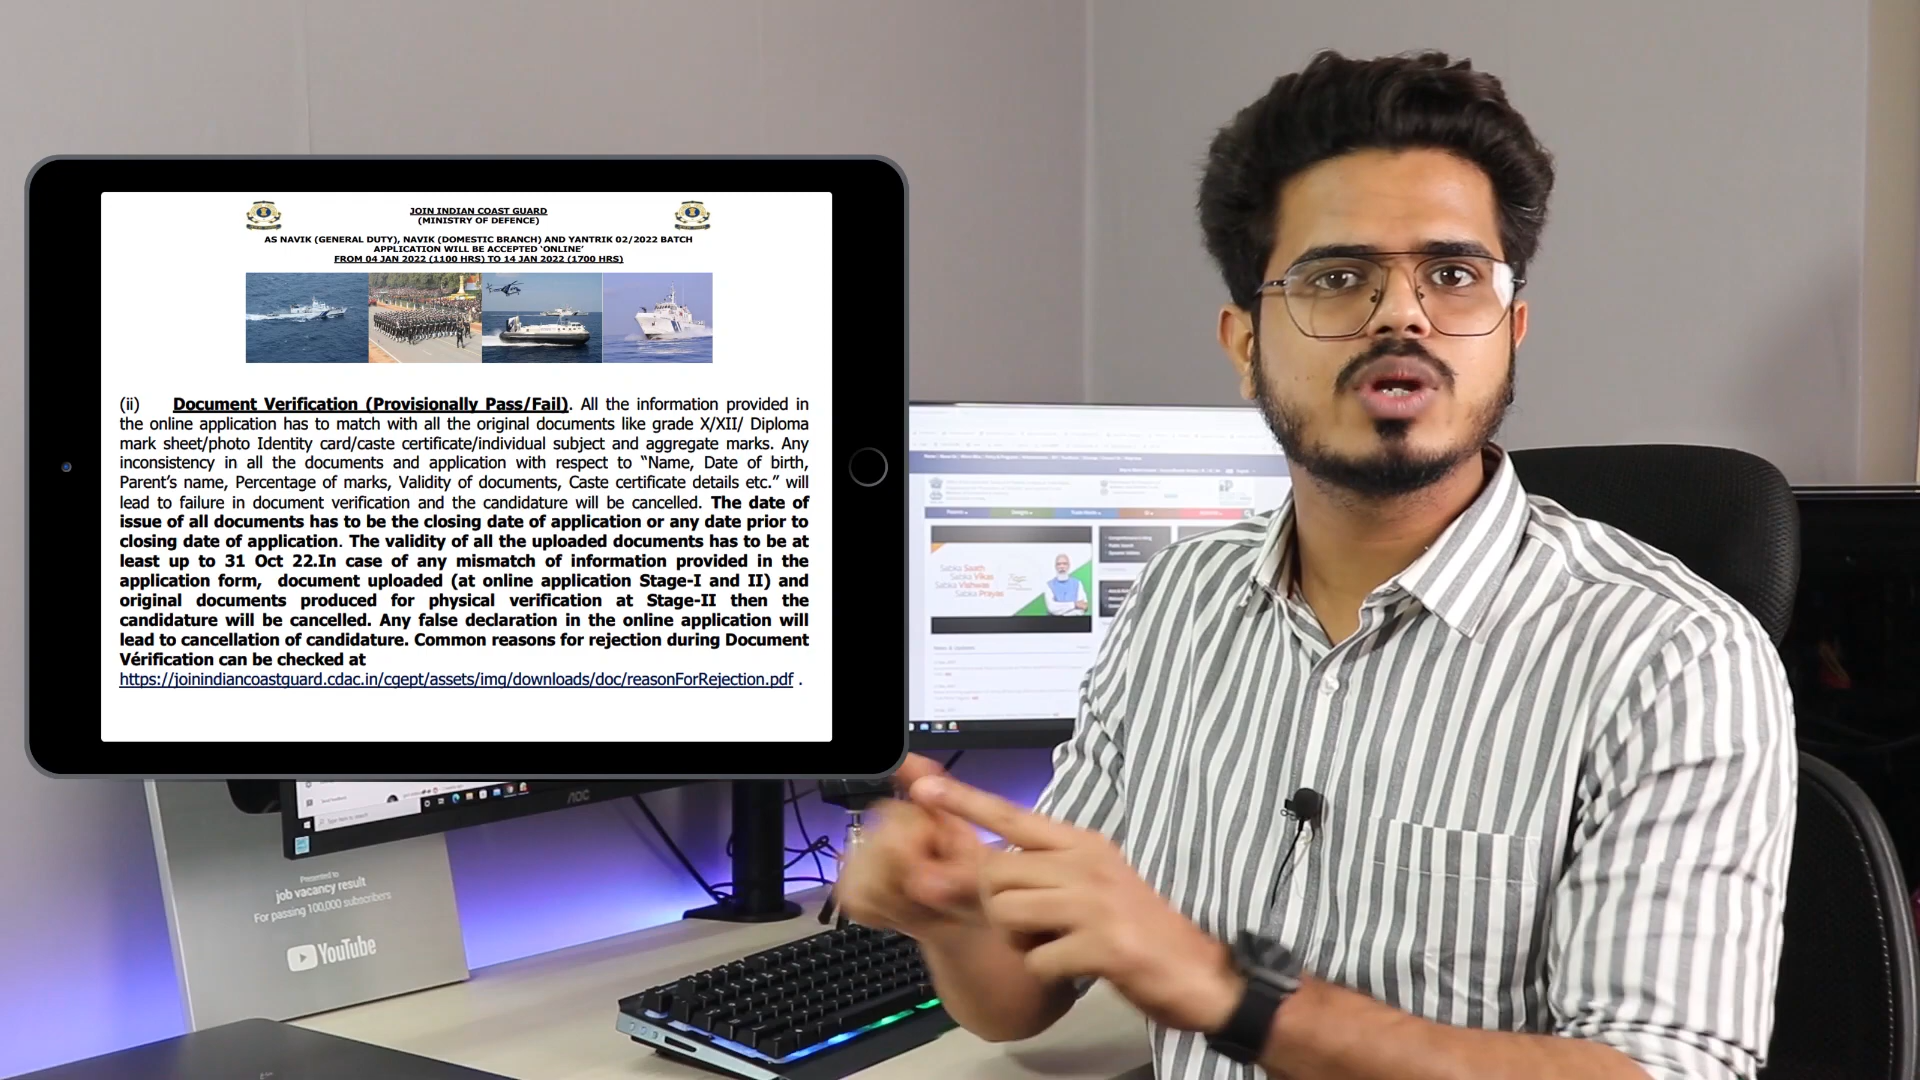 JOIN INDIAN COAST GUARD
(MINISTRY OF DEFENCE)
AS NAVIK (GENERAL DUTY), NAVIK (DOMESTIC BRANCH) AND YANTRIK 02/2022 BATCH
APPLICATION WILL BE ACCEPTED 'ONLINE'
FROM 04 JAN 2022 (1100 HRS) TO 14 JAN 2022 (1700 HRS)
(ii) Document Verification (Provisionally Pass/Fail). All the information provided in
the online application has to match with all the original documents like grade X/XII/ Diploma
mark sheet/photo Identity card/caste certificate/individual subject and aggregate marks. Any
inconsistency in all the documents and application with respect to “Name, Date of birth,
Parent’s name, Percentage of marks, Validity of documents, Caste certificate details etc.” will
lead to failure in document verification and the candidature will be cancelled. The date of
issue of all documents has to be the closing date of application or any date prior to
closing date of application. The validity of all the uploaded documents has to be at
least up to 31 Oct 22.In case of any mismatch of information provided in the
application form, document uploaded (at online application Stage-I and II) and
original documents produced for physical verification at Stage-II then the
candidature will be cancelled. Any false declaration in the online application will
lead to cancellation of candidature. Common reasons for rejection during Document
Vérification can be checked at
https://joinindiancoastguard.cdac.in/cgept/assets/img/downloads/doc/reasonForRejection.pdf .
Sabka Saath
Sabka Vikas
Sabka Vishwas
Sabka Prayas
AOC
Presented to
job vacancy result
For passing 100,000 subscribers
YouTube